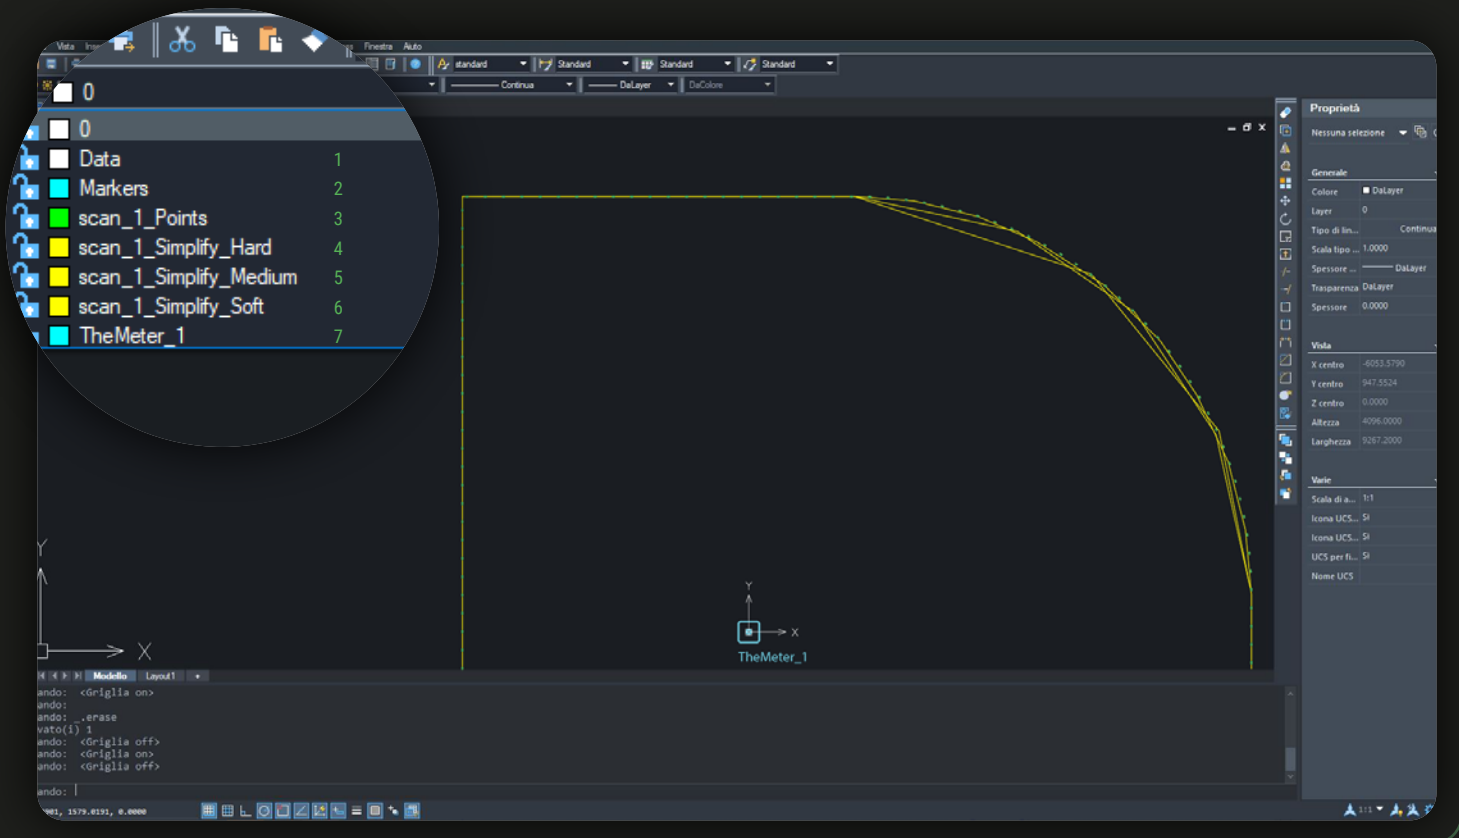 Vista
Finestra Aiuto
standard Standard Standard Standard
Continua DaLayer DaColore
0
0
Data 1
Markers 2
scan_1_Points 3
scan_1_Simplify_Hard 4
scan_1_Simplify_Medium 5
scan_1_Simplify_Soft 6
TheMeter_1 7
Proprietà
Nessuna selezione
Generale
Colore DaLayer
Layer 0
Tipo di lin... Continua
Scala tipo ... 1.0000
Spessore ... DaLayer
Trasparenza DaLayer
Spessore 0.0000
Vista
X centro -6053.5790
Y centro 947.5524
Z centro 0.0000
Altezza 4096.0000
Larghezza 9267.2000
Varie
Scala di a... 1:1
Icona UCS... Sì
Icona UCS... Sì
UCS per fi... Sì
Nome UCS
Y
X
Y
X
TheMeter_1
Modello Layout1
ando: <Griglia on>
ando:
ando: _.erase
vato(i) 1
ando: <Griglia off>
ando: <Griglia on>
ando: <Griglia off>
ando:
1579.0191, 0.0000
1:1